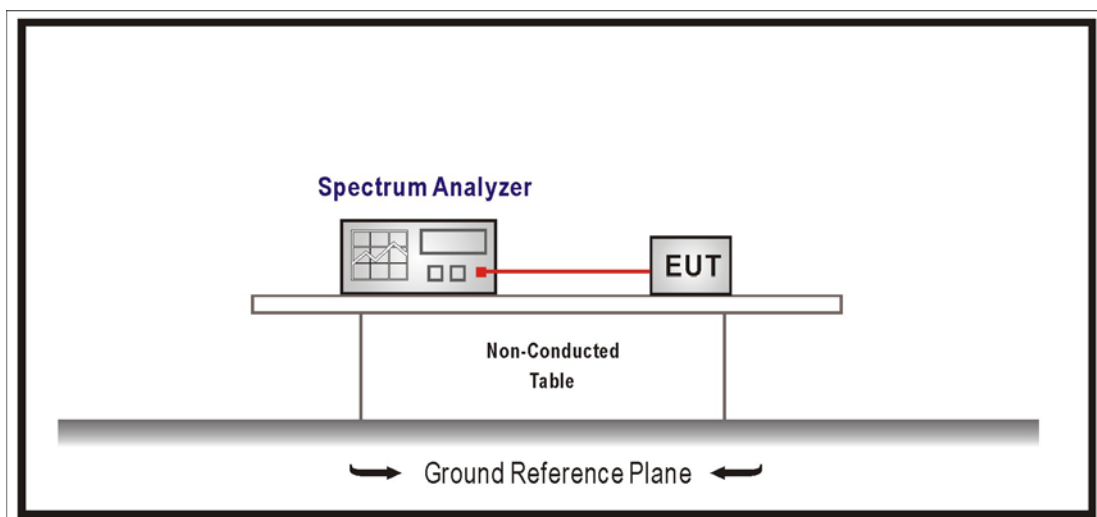 Spectrum Analyzer
EUT
Non-Conducted
Table
Ground Reference Plane